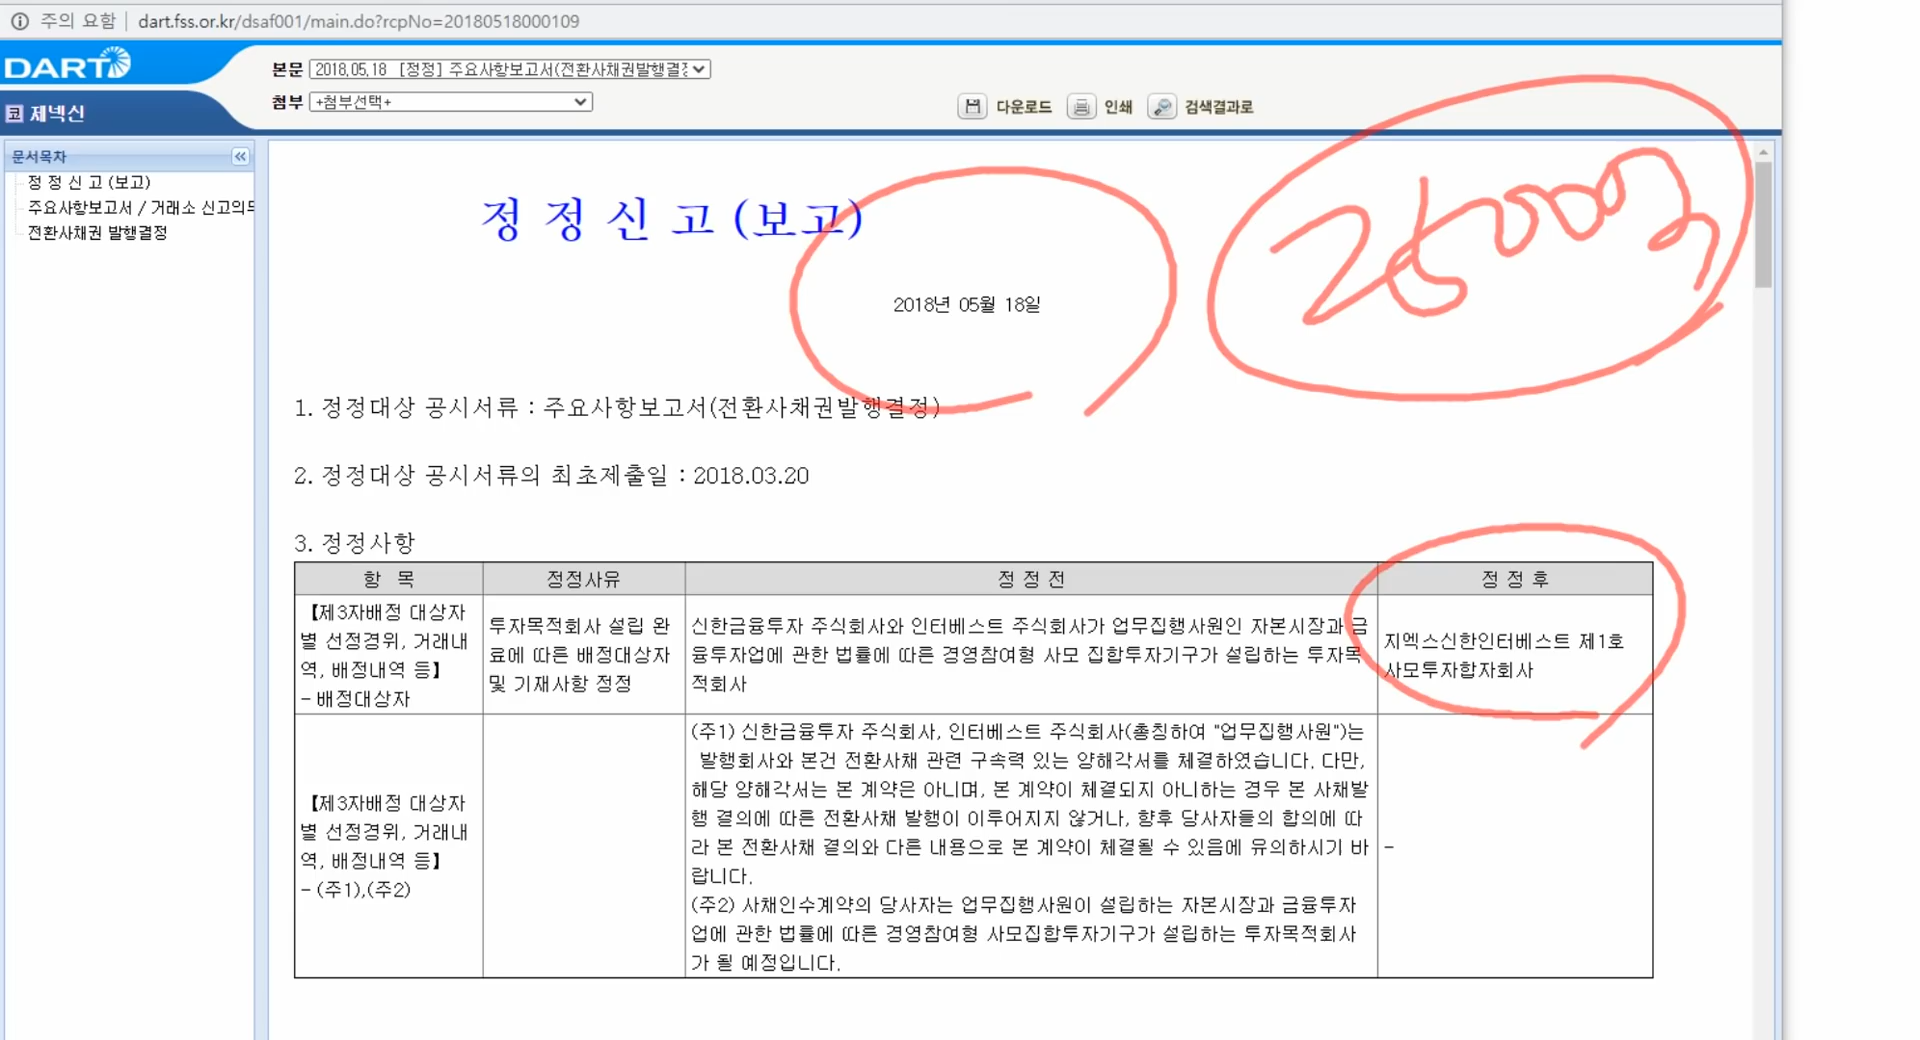 주의 요함 | dart.fss.or.kr/dsaf001/main.do?rcpNo=20180518000109
DART
본문 2018.05.18 [정정] 주요사항보고서(전환사채권발행결정
첨부 +첨부선택+
다운로드 인쇄 검색결과로
코 제넥신
문서목차
정 정 신 고 (보고)
주요사항보고서 / 거래소 신고의무
전환사채권 발행결정
정 정 신 고 (보고)
2018년 05월 18일
1. 정정대상 공시서류 : 주요사항보고서(전환사채권발행결정)
2. 정정대상 공시서류의 최초제출일 : 2018.03.20
3. 정정사항
항 목 정정사유 정 정 전 정 정 후
【제3자배정 대상자
별 선정경위, 거래내
역, 배정내역 등】
- 배정대상자
투자목적회사 설립 완
료에 따른 배정대상자
및 기재사항 정정
신한금융투자 주식회사와 인터베스트 주식회사가 업무집행사원인 자본시장과 금
융투자업에 관한 법률에 따른 경영참여형 사모 집합투자기구가 설립하는 투자목
적회사
지엑스신한인터베스트 제1호
사모투자합자회사
【제3자배정 대상자
별 선정경위, 거래내
역, 배정내역 등】
- (주1),(주2)
(주1) 신한금융투자 주식회사, 인터베스트 주식회사(총칭하여 "업무집행사원")는
발행회사와 본건 전환사채 관련 구속력 있는 양해각서를 체결하였습니다. 다만,
해당 양해각서는 본 계약은 아니며, 본 계약이 체결되지 아니하는 경우 본 사채발
행 결의에 따른 전환사채 발행이 이루어지지 않거나, 향후 당사자들의 합의에 따
라 본 전환사채 결의와 다른 내용으로 본 계약이 체결될 수 있음에 유의하시기 바
랍니다.
(주2) 사채인수계약의 당사자는 업무집행사원이 설립하는 자본시장과 금융투자
업에 관한 법률에 따른 경영참여형 사모집합투자기구가 설립하는 투자목적회사
가 될 예정입니다.
-